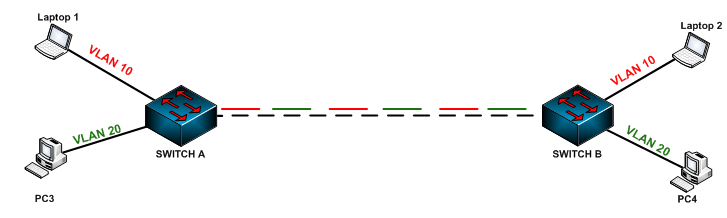 Laptop 1
Laptop 2
VLAN 10
VLAN 10
VLAN 20
VLAN 20
SWITCH A
SWITCH B
PC3
PC4